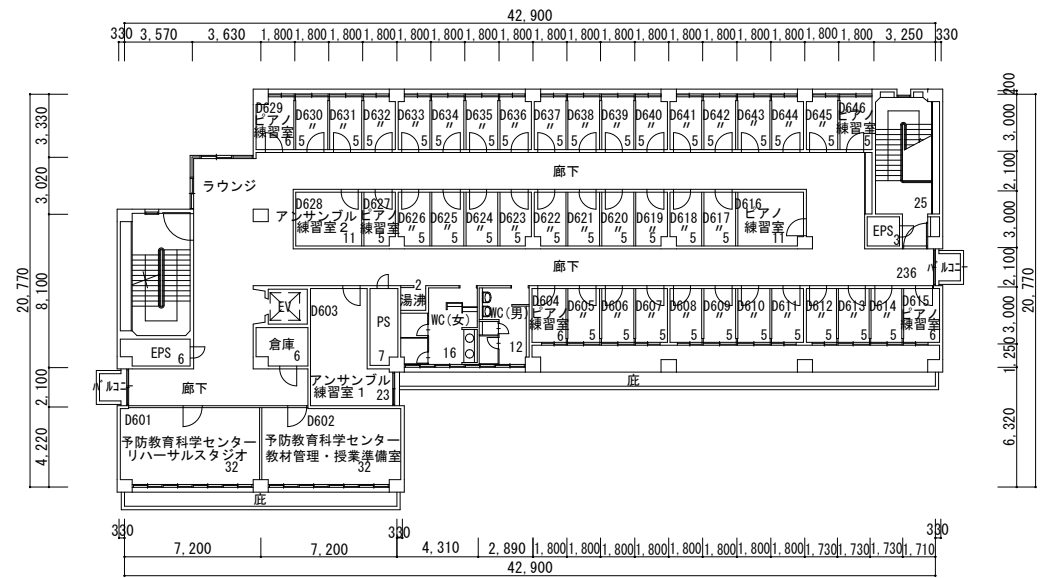 42,900
330 3,570 3,630 1,800 1,800 1,800 1,800 1,800 1,800 1,800 1,800 1,800 1,800 1,800 1,800 1,800 1,800 1,800 1,800 1,800 1,800 3,250 330
D629 D630 D631 D632 D633 D634 D635 D636 D637 D638 D639 D640 D641 D642 D643 D644 D645 D646
ピアノ 〃 〃 〃 〃 〃 〃 〃 〃 〃 〃 〃 〃 〃 〃 〃 〃 ピアノ
練習室 練習室
6 5 5 5 5 5 5 5 5 5 5 5 5 5 5 5 5 5
ラウンジ
廊下
D628 D627 D626 D625 D624 D623 D622 D621 D620 D619 D618 D617 D616
アンサンブル ピアノ 〃 〃 〃 〃 〃 〃 〃 〃 〃 〃 ピアノ
練習室2 練習室 練習室
11 5 5 5 5 5 5 5 5 5 5 5 11
25
EPS 3
廊下
236
バルコニー
EV
D603
PS
7
2
湯沸
WC(女)
16
WC(男)
12
D604 D605 D606 D607 D608 D609 D610 D611 D612 D613 D614 D615
ピアノ 〃 〃 〃 〃 〃 〃 〃 〃 〃 〃 ピアノ
練習室 練習室
6 5 5 5 5 5 5 5 5 5 5 6
EPS 6
倉庫 6
アンサンブル
練習室1 23
バルコニー
廊下
庇
D601
予防教育科学センター
リハーサルスタジオ
32
D602
予防教育科学センター
教材管理・授業準備室
32
庇
3,330
3,020
8,100
2,100
4,220
20,770
200
3,000
2,100
3,000
2,100
3,000
1,250
6,320
20,770
330 330 330
7,200 7,200 4,310 2,890 1,800 1,800 1,800 1,800 1,800 1,800 1,800 1,800 1,730 1,730 1,730 1,710
42,900